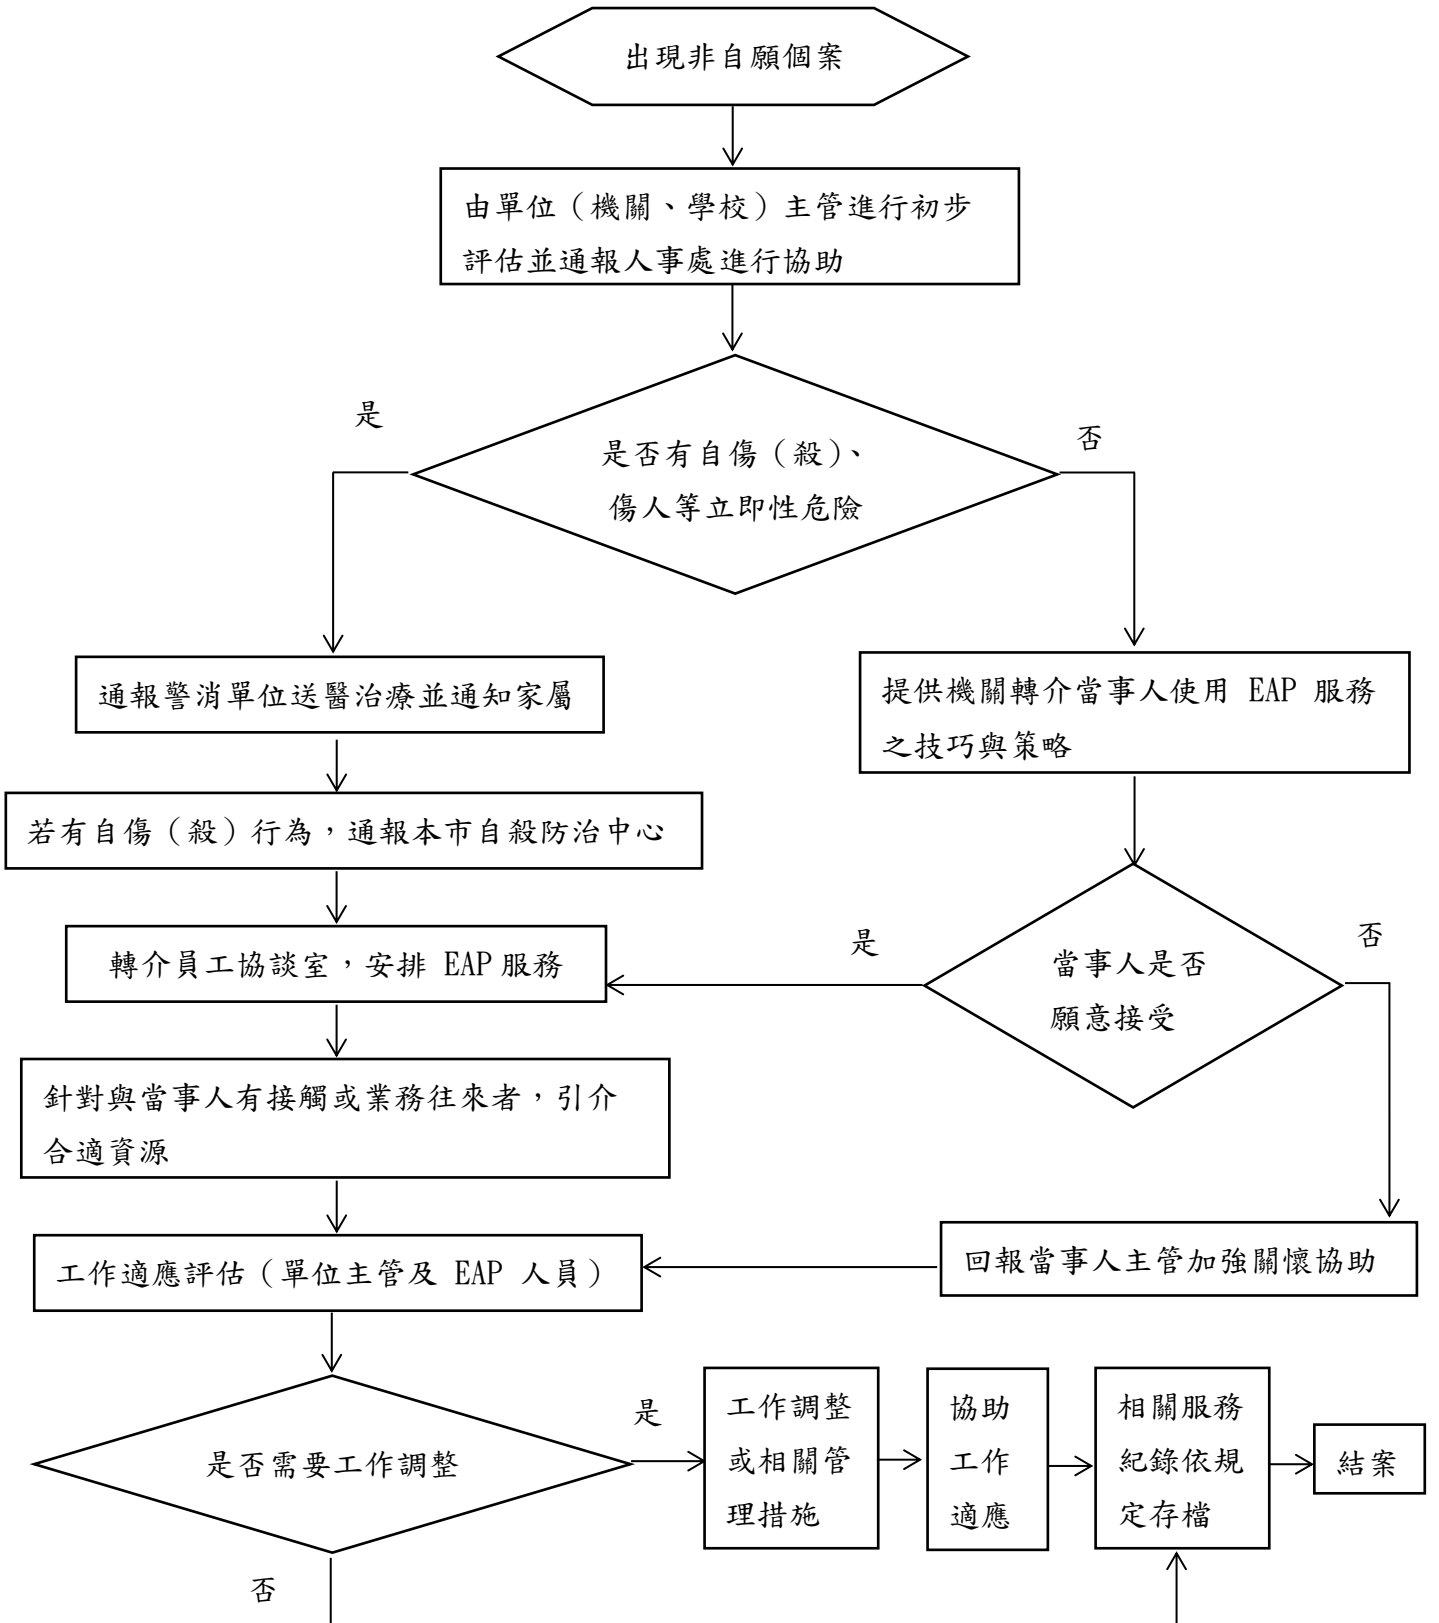 出現非自願個案
由單位（機關、學校）主管進行初步
評估並通報人事處進行協助
是
否
是否有自傷（殺）、
傷人等立即性危險
通報警消單位送醫治療並通知家屬
提供機關轉介當事人使用 EAP 服務
之技巧與策略
若有自傷（殺）行為，通報本市自殺防治中心
轉介員工協談室，安排 EAP 服務
是
當事人是否
願意接受
否
針對與當事人有接觸或業務往來者，引介
合適資源
工作適應評估（單位主管及 EAP 人員）
回報當事人主管加強關懷協助
是否需要工作調整
是
工作調整
或相關管
理措施
協助
工作
適應
相關服務
紀錄依規
定存檔
結案
否